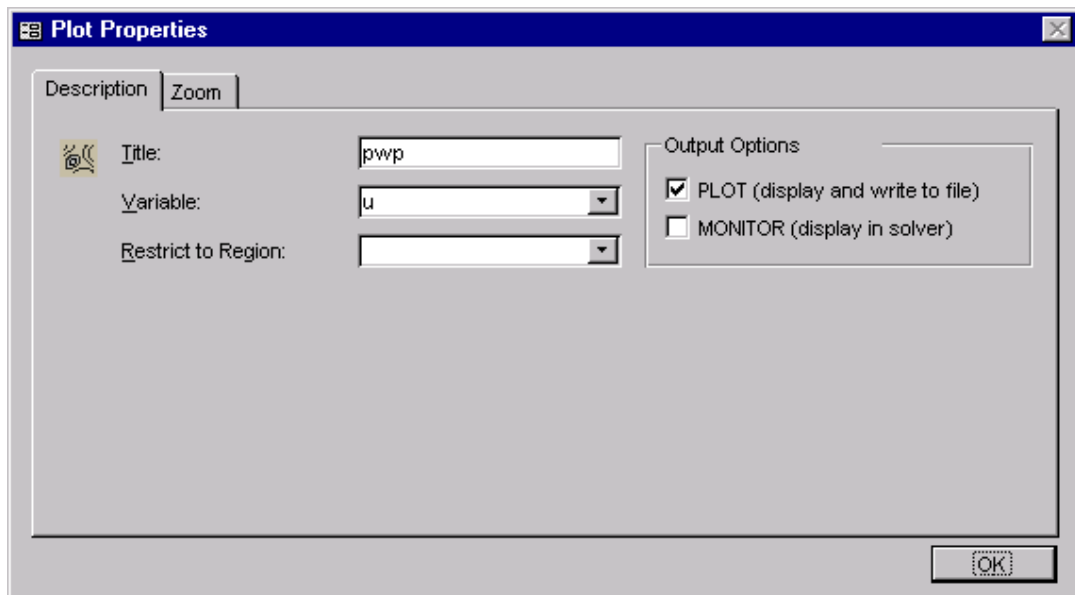 Plot Properties
Description
Zoom
Title:
pwp
Variable:
u
Restrict to Region:
Output Options
PLOT (display and write to file)
MONITOR (display in solver)
OK